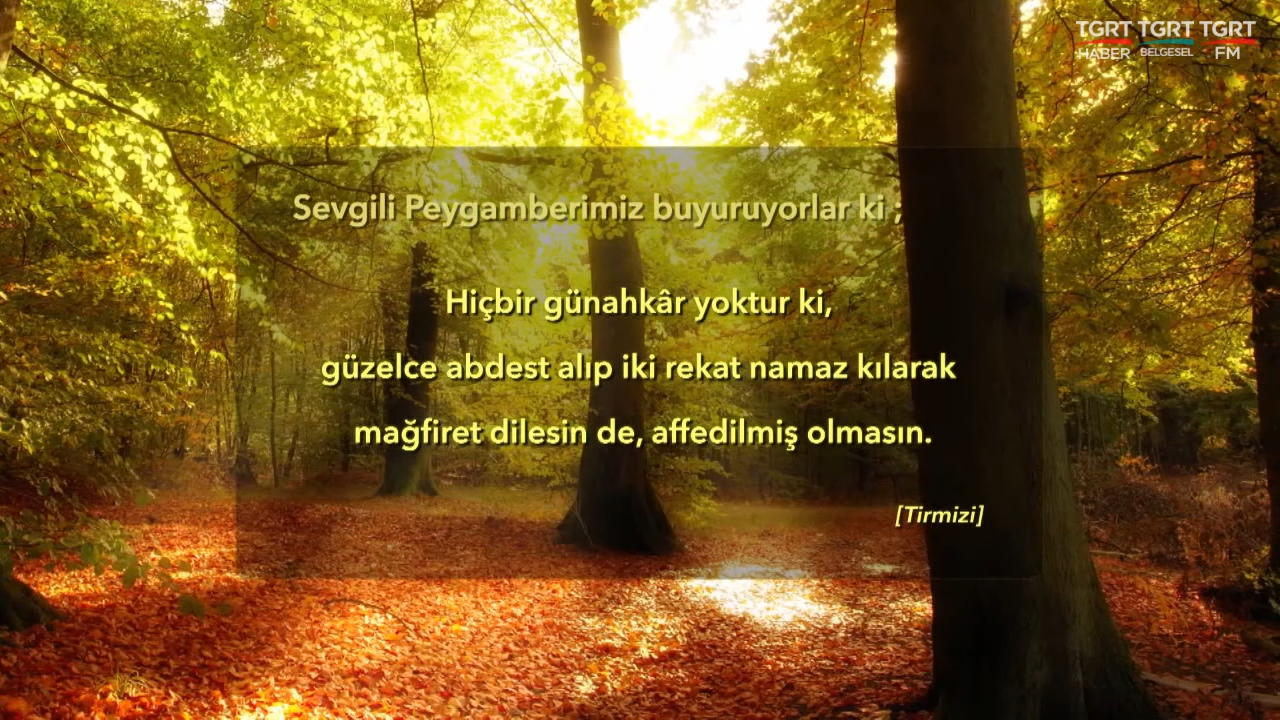 TGRT TGRT TGRT
HABER BELGESEL FM
Sevgili Peygamberimiz buyuruyorlar ki ;
Hiçbir günahkâr yoktur ki,
güzelce abdest alıp iki rekat namaz kılarak
mağfiret dilesin de, affedilmiş olmasın.
[Tirmizi]